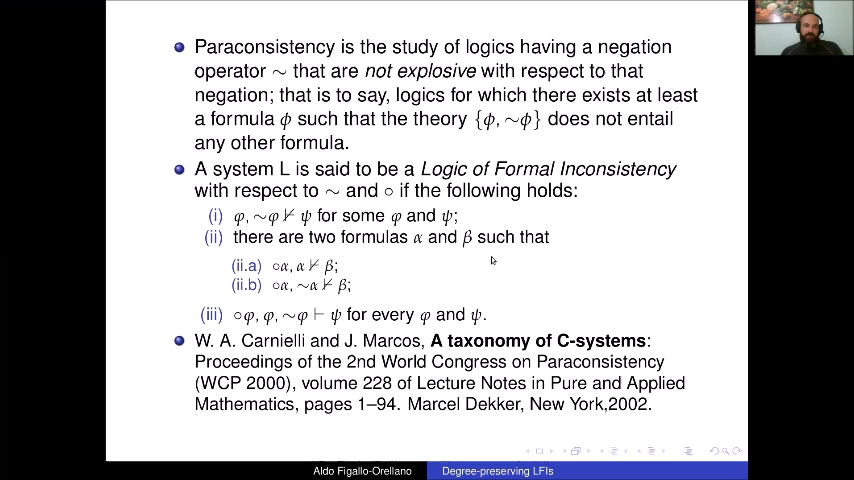 Paraconsistency is the study of logics having a negation
operator ∼ that are not explosive with respect to that
negation; that is to say, logics for which there exists at least
a formula ϕ such that the theory {ϕ, ∼ϕ} does not entail
any other formula.
A system L is said to be a Logic of Formal Inconsistency
with respect to ∼ and ○ if the following holds:
(i) φ, ∼φ ⊬ ψ for some φ and ψ;
(ii) there are two formulas α and β such that
(ii.a) ○α, α ⊬ β;
(ii.b) ○α, ∼α ⊬ β;
(iii) ○φ, φ, ∼φ ⊢ ψ for every φ and ψ.
W. A. Carnielli and J. Marcos, A taxonomy of C-systems:
Proceedings of the 2nd World Congress on Paraconsistency
(WCP 2000), volume 228 of Lecture Notes in Pure and Applied
Mathematics, pages 1–94. Marcel Dekker, New York,2002.
Aldo Figallo-Orellano Degree-preserving LFIs